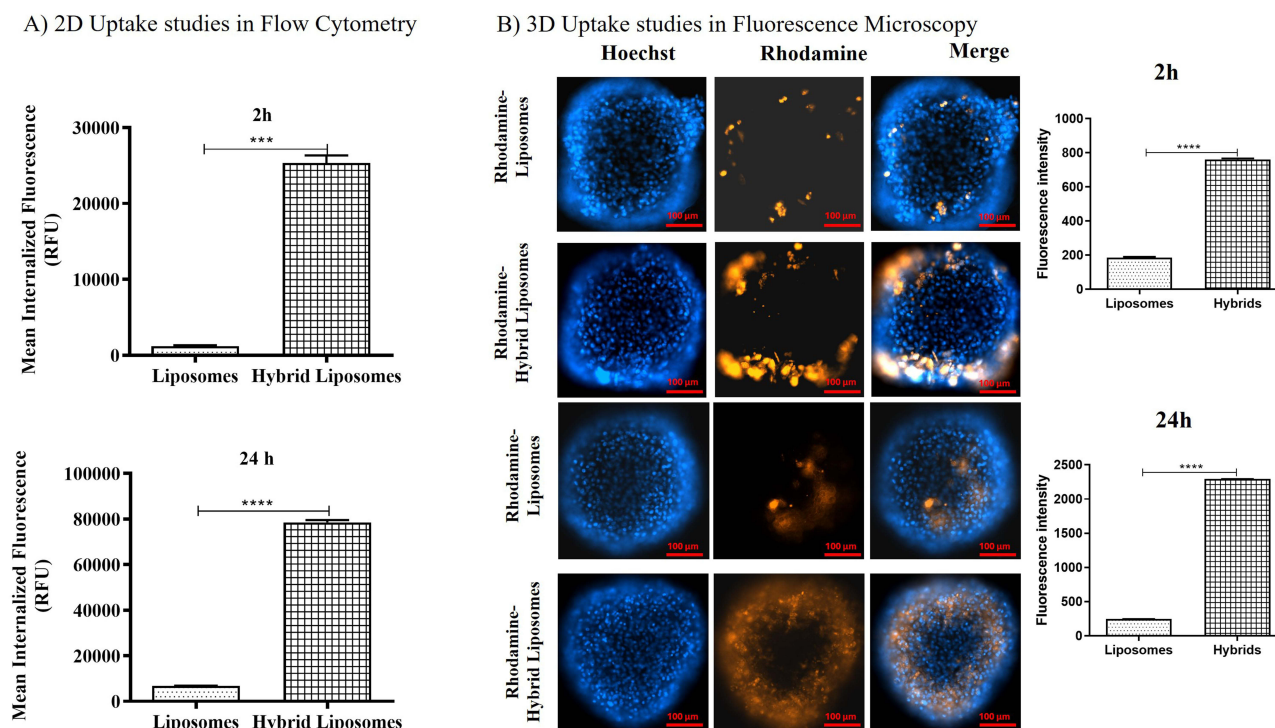 A) 2D Uptake studies in Flow Cytometry
2h
Mean Internalized Fluorescence
(RFU)
30000
20000
10000
0
***
Liposomes
Hybrid Liposomes
24 h
Mean Internalized Fluorescence
(RFU)
100000
80000
60000
40000
20000
0
****
Liposomes
Hybrid Liposomes
B) 3D Uptake studies in Fluorescence Microscopy
Hoechst
Rhodamine
Merge
Rhodamine-
Liposomes
100 µm
100 µm
100 µm
Rhodamine-
Hybrid Liposomes
100 µm
100 µm
100 µm
Rhodamine-
Liposomes
100 µm
100 µm
100 µm
Rhodamine-
Hybrid Liposomes
100 µm
100 µm
100 µm
2h
Fluorescence intensity
1000
800
600
400
200
0
****
Liposomes
Hybrids
24h
Fluorescence intensity
2500
2000
1500
1000
500
0
****
Liposomes
Hybrids